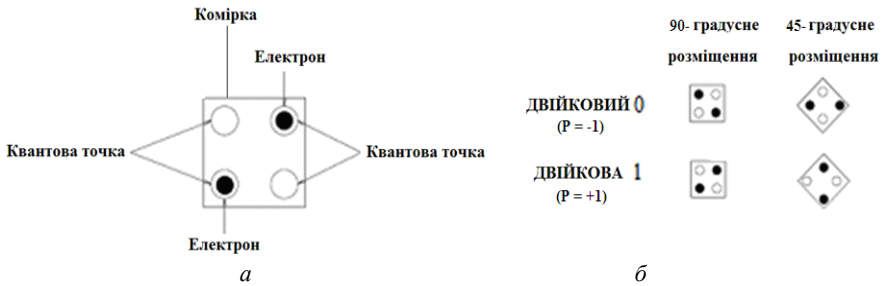 Комірка
Електрон
Квантова точка
Квантова точка
Електрон
а
90- градусне
розміщення
45- градусне
розміщення
ДВІЙКОВИЙ 0
(P = -1)
ДВІЙКОВА 1
(P = +1)
б